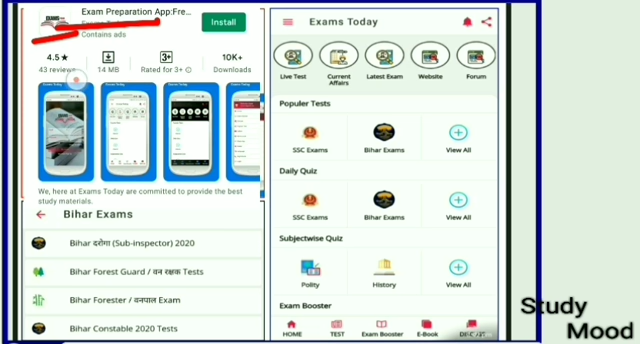 Exam Preparation App:Fre...
Contains ads
Install
4.5★
43 reviews
14 MB
Rated for 3+
10K+
Downloads
We, here at Exams Today are committed to provide the best
study materials.
Bihar Exams
Bihar दरोगा (Sub-inspector) 2020
Bihar Forest Guard / वन रक्षक Tests
Bihar Forester / वनपाल Exam
Bihar Constable 2020 Tests
Exams Today
Live Test
Current
Affairs
Latest Exam
Website
Forum
Populer Tests
SSC Exams
Bihar Exams
View All
Daily Quiz
SSC Exams
Bihar Exams
View All
Subjectwise Quiz
Polity
History
View All
Exam Booster
HOME
TEST
Exam Booster
E-Book
Study
Mood